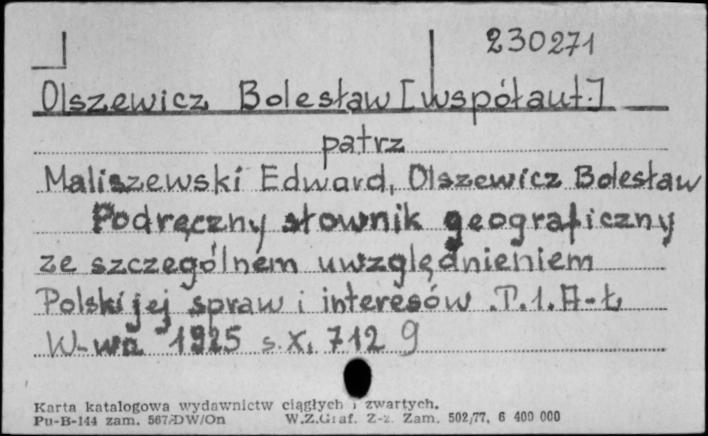 230271
Olszewicz Bolesław [współaut.]
patrz
Maliszewski Edward, Olszewicz Bolesław
Podręczny słownik geograficzny
ze szczególnem uwzględnieniem
Polski jej spraw i interesów .T.1.A-Ł
W-wa 1925 s.X, 712 9
Karta katalogowa wydawnictw ciągłych i zwartych.
Pu-B-144 zam. 567/DW/On W.Z.Graf. Z-z. Zam. 502/77. 6 400 000